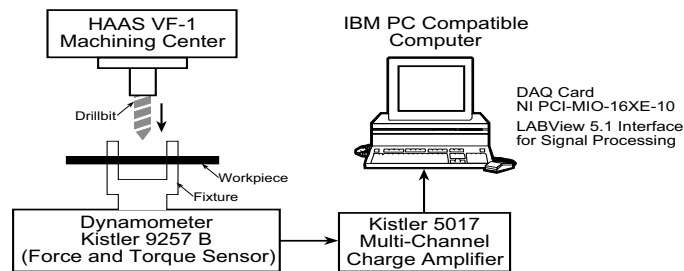 HAAS VF-1
Machining Center
Drillbit
Workpiece
Fixture
Dynamometer
Kistler 9257 B
(Force and Torque Sensor)
Kistler 5017
Multi-Channel
Charge Amplifier
IBM PC Compatible
Computer
DAQ Card
NI PCI-MIO-16XE-10
LABView 5.1 Interface
for Signal Processing